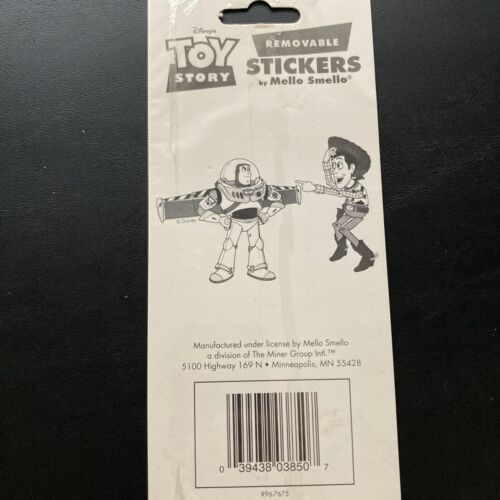 Disney's
TOY
STORY
REMOVABLE
STICKERS
by Mello Smello®
© Disney
Manufactured under license by Mello Smello
a division of The Miner Group Intl.™
5100 Highway 169 N • Minneapolis, MN 55428
0 39438 03850 7
R96-7675